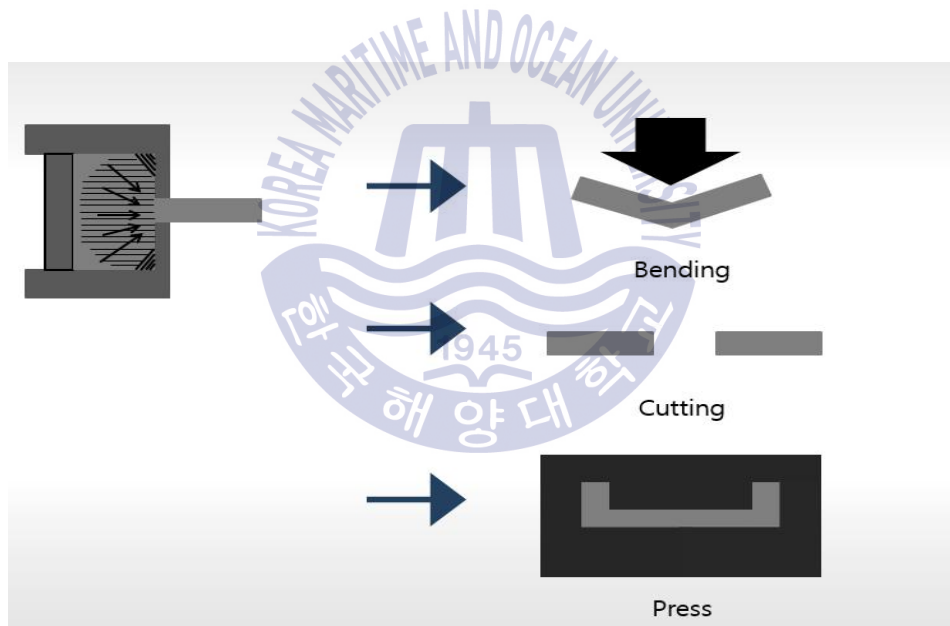 KOREA MARITIME AND OCEAN UNIVERSITY
Bending
1945
Cutting
한국해양대학교
Press